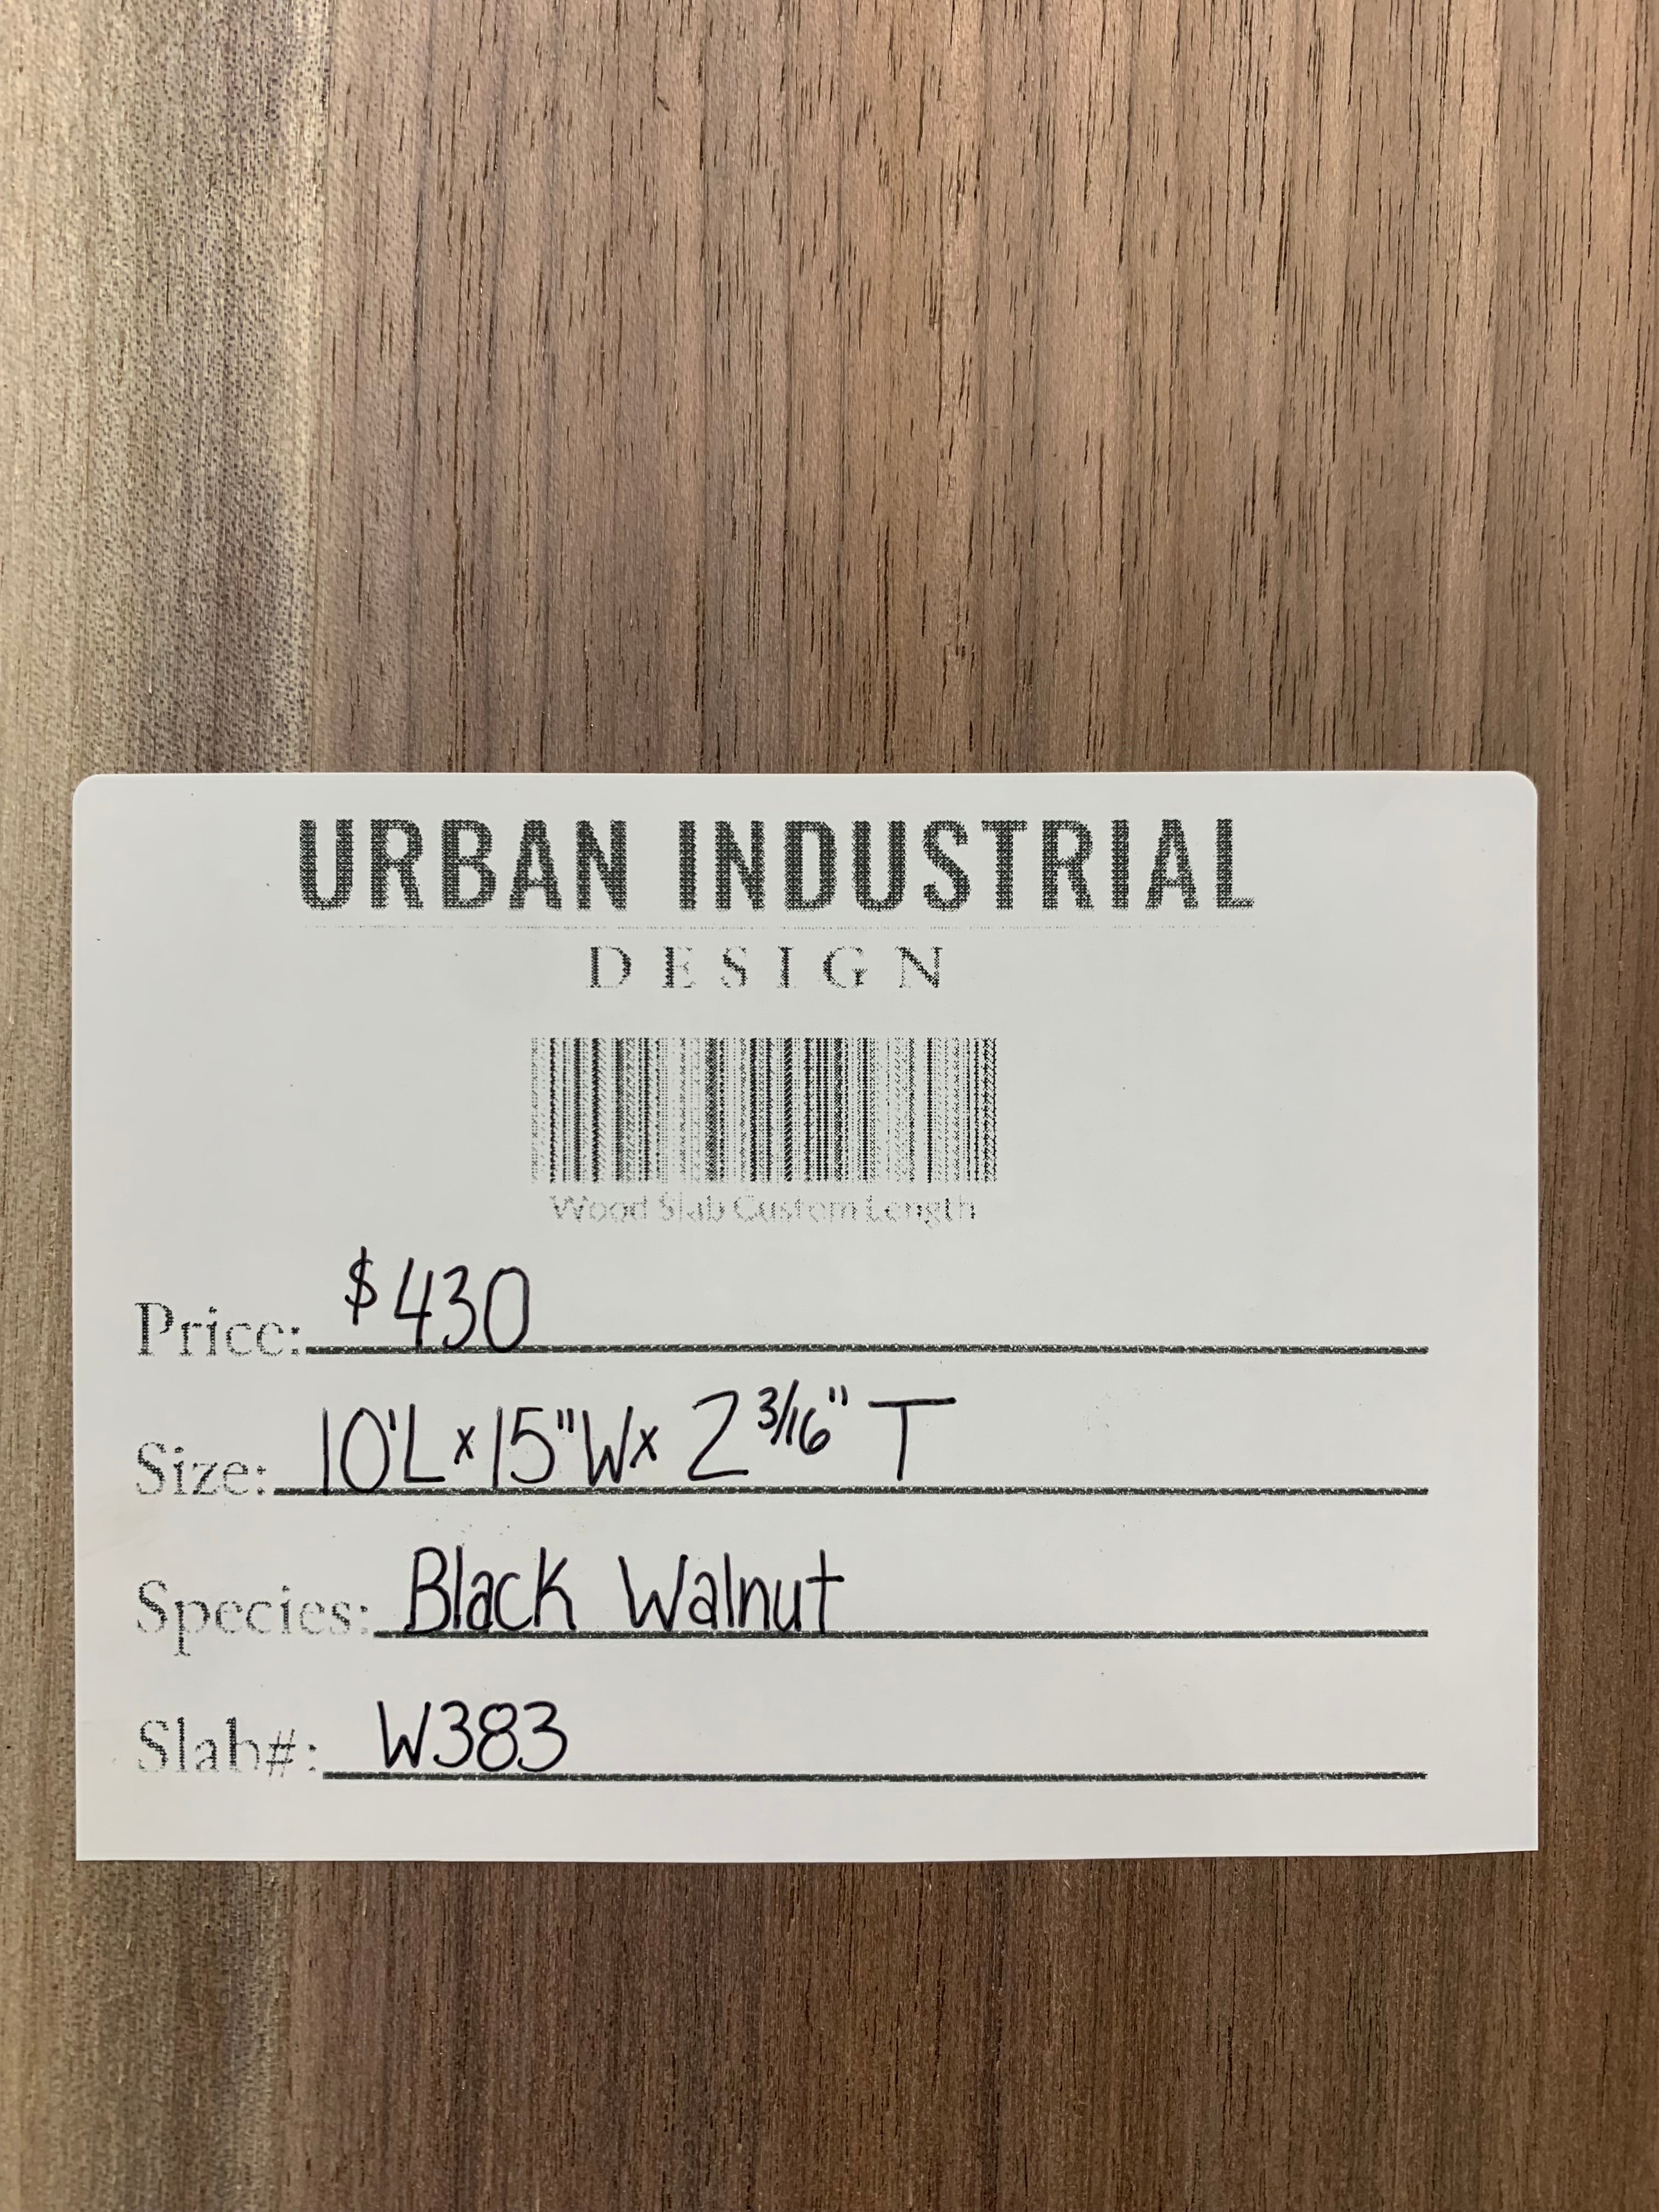 URBAN INDUSTRIAL
DESIGN
Wood Slab Custom Length
Price: $430
Size: 10'L x 15"W x 2 3/16" T
Species: Black Walnut
Slab#: W383